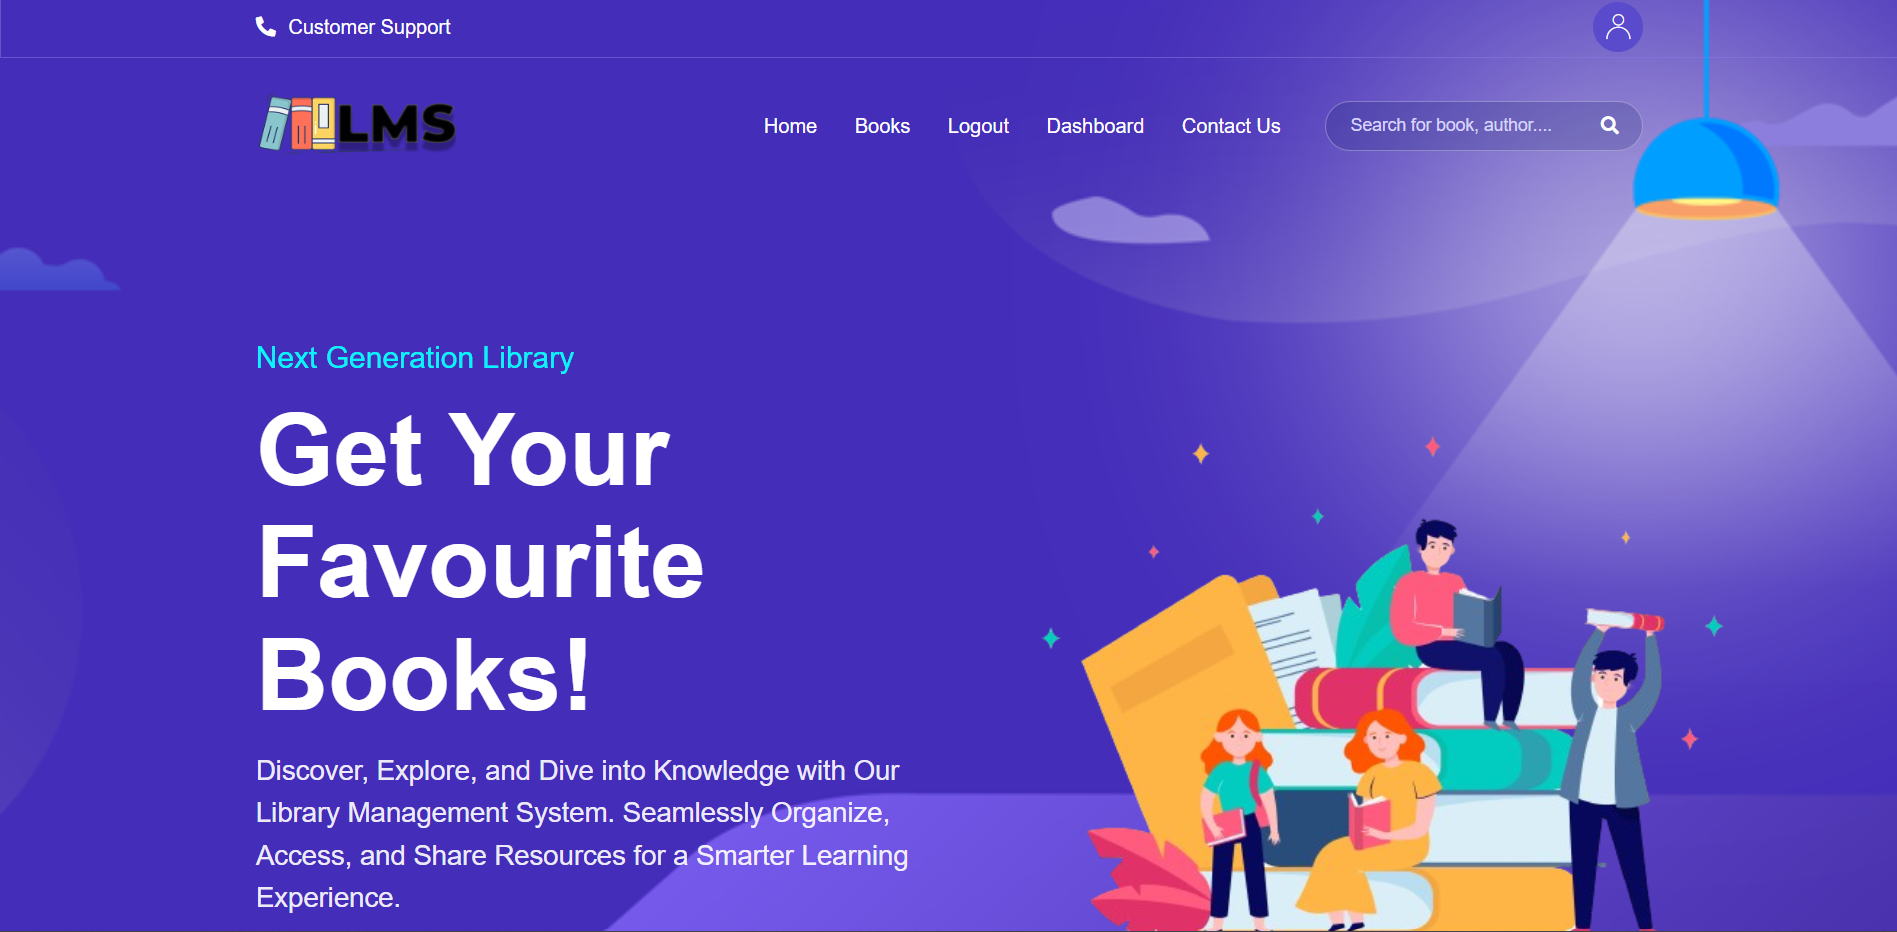 Customer Support
LMS
Home Books Logout Dashboard Contact Us Search for book, author....
Next Generation Library
Get Your
Favourite
Books!
Discover, Explore, and Dive into Knowledge with Our
Library Management System. Seamlessly Organize,
Access, and Share Resources for a Smarter Learning
Experience.